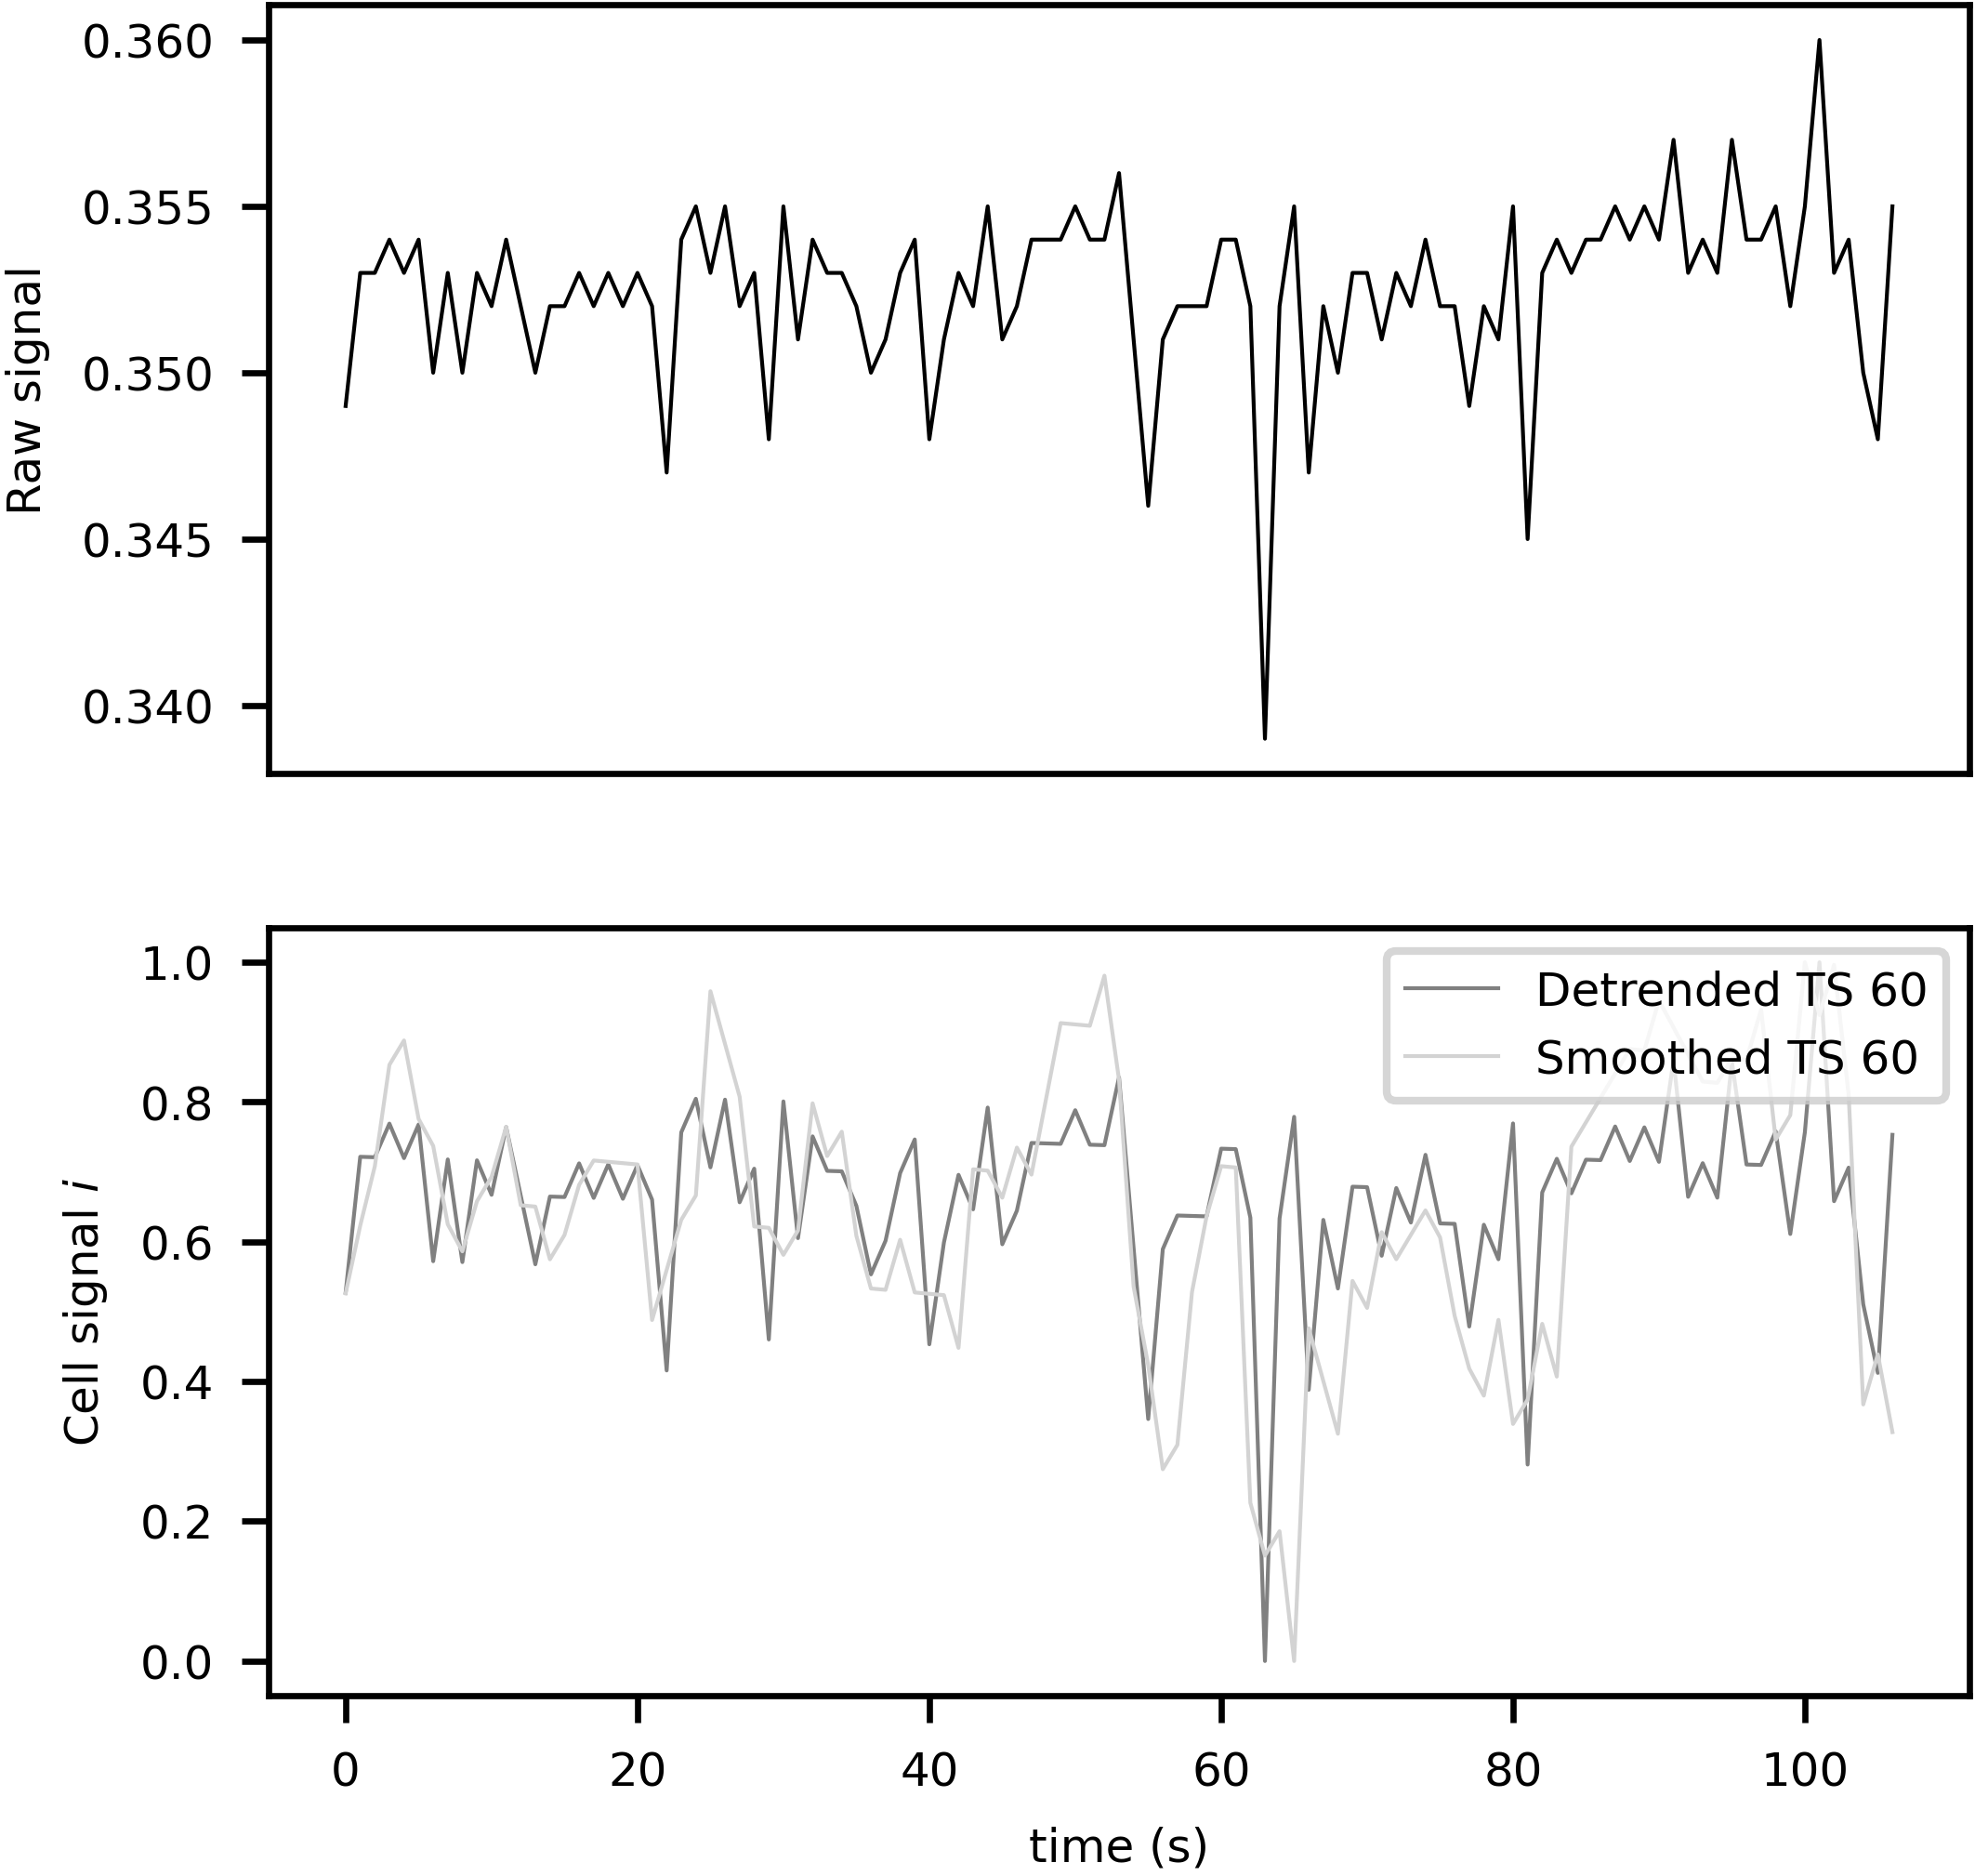 0.360
0.355
0.350
0.345
0.340
Raw signal
1.0
0.8
0.6
0.4
0.2
0.0
Cell signal i
Detrended TS 60
Smoothed TS 60
0 20 40 60 80 100
time (s)